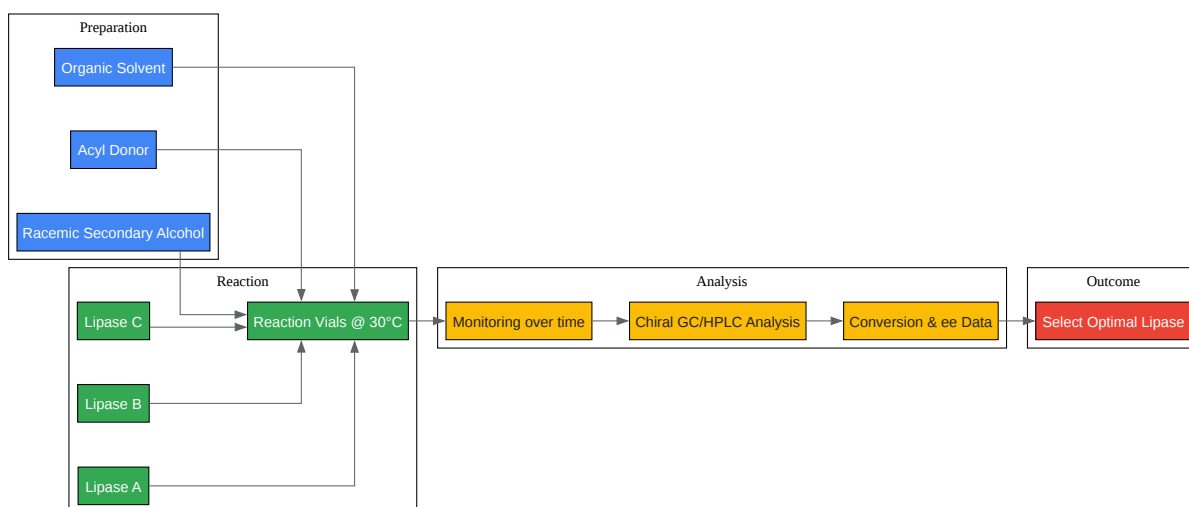 Preparation
Organic Solvent
Acyl Donor
Racemic Secondary Alcohol
Reaction
Lipase C
Reaction Vials @ 30°C
Lipase B
Lipase A
Analysis
Monitoring over time
Chiral GC/HPLC Analysis
Conversion & ee Data
Outcome
Select Optimal Lipase